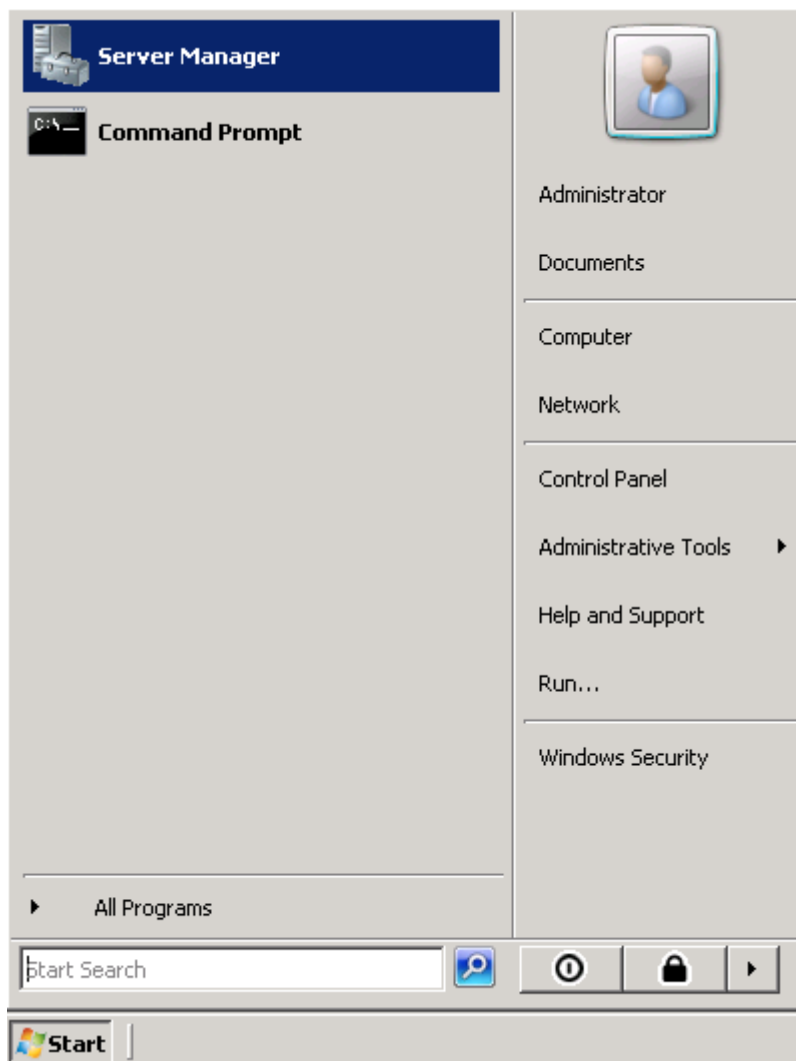 Server Manager
C:\_
Command Prompt
Administrator
Documents
Computer
Network
Control Panel
Administrative Tools
Help and Support
Run...
Windows Security
All Programs
Start Search
Start